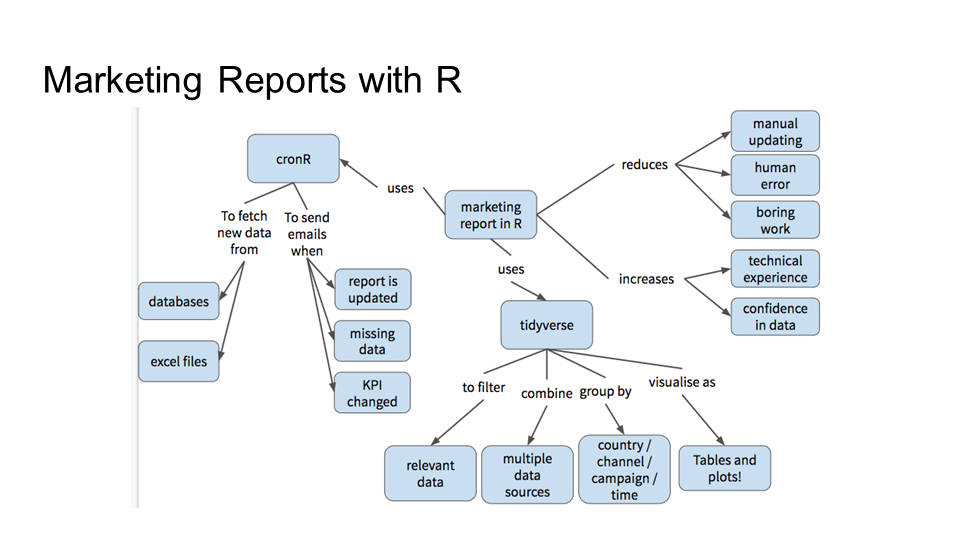 Marketing Reports with R
cronR
uses
To fetch
new data
from
To send
emails
when
databases
excel files
report is
updated
missing
data
KPI
changed
marketing
report in R
reduces
manual
updating
human
error
boring
work
increases
technical
experience
confidence
in data
uses
tidyverse
to filter
combine
group by
visualise as
relevant
data
multiple
data
sources
country /
channel /
campaign /
time
Tables and
plots!